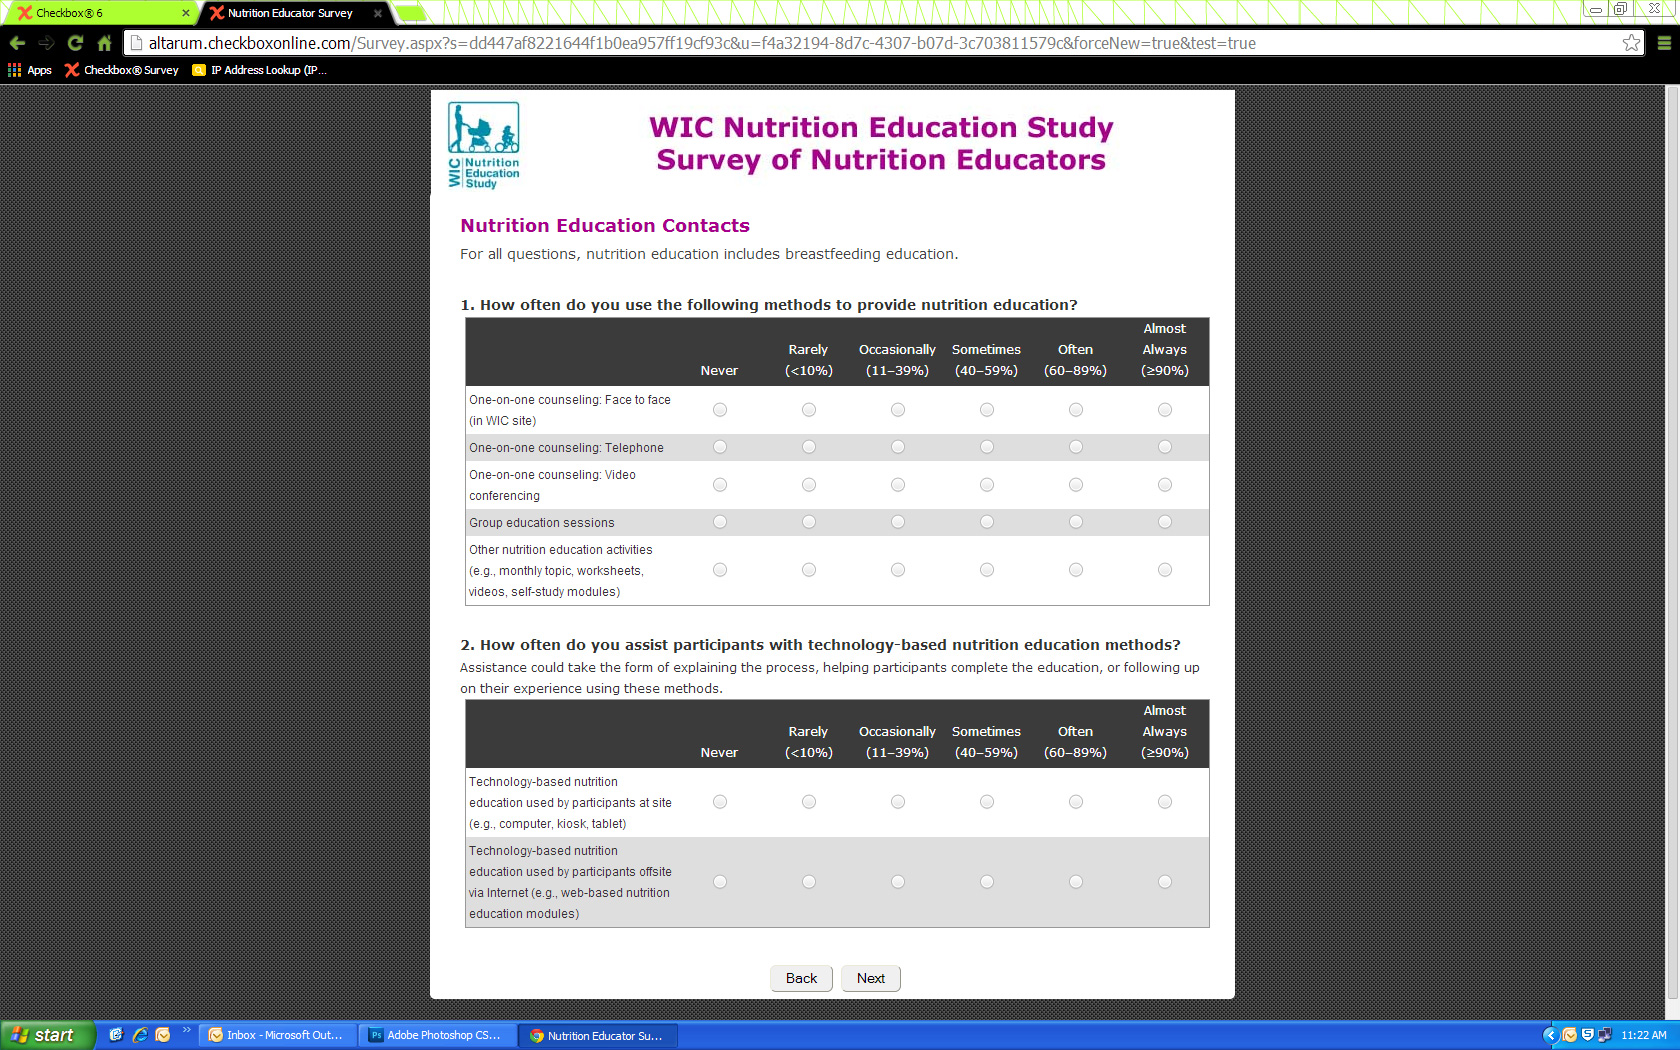 Checkbox® 6
Nutrition Educator Survey
altarum.checkboxonline.com/Survey.aspx?s=dd447af8221644f1b0ea957ff19cf93c&u=f4a32194-8d7c-4307-b07d-3c703811579c&forceNew=true&test=true
Apps Checkbox® Survey IP Address Lookup (IP...
WIC Nutrition Education Study
WIC Nutrition Education Study
Survey of Nutrition Educators
Nutrition Education Contacts
For all questions, nutrition education includes breastfeeding education.
1. How often do you use the following methods to provide nutrition education?
Never
Rarely (<10%)
Occasionally (11–39%)
Sometimes (40–59%)
Often (60–89%)
Almost Always (≥90%)
One-on-one counseling: Face to face
(in WIC site)
One-on-one counseling: Telephone
One-on-one counseling: Video
conferencing
Group education sessions
Other nutrition education activities
(e.g., monthly topic, worksheets,
videos, self-study modules)
2. How often do you assist participants with technology-based nutrition education methods?
Assistance could take the form of explaining the process, helping participants complete the education, or following up
on their experience using these methods.
Never
Rarely (<10%)
Occasionally (11–39%)
Sometimes (40–59%)
Often (60–89%)
Almost Always (≥90%)
Technology-based nutrition
education used by participants at site
(e.g., computer, kiosk, tablet)
Technology-based nutrition
education used by participants offsite
via Internet (e.g., web-based nutrition
education modules)
Back Next
start Inbox - Microsoft Out... Ps Adobe Photoshop CS... Nutrition Educator Su... 11:22 AM